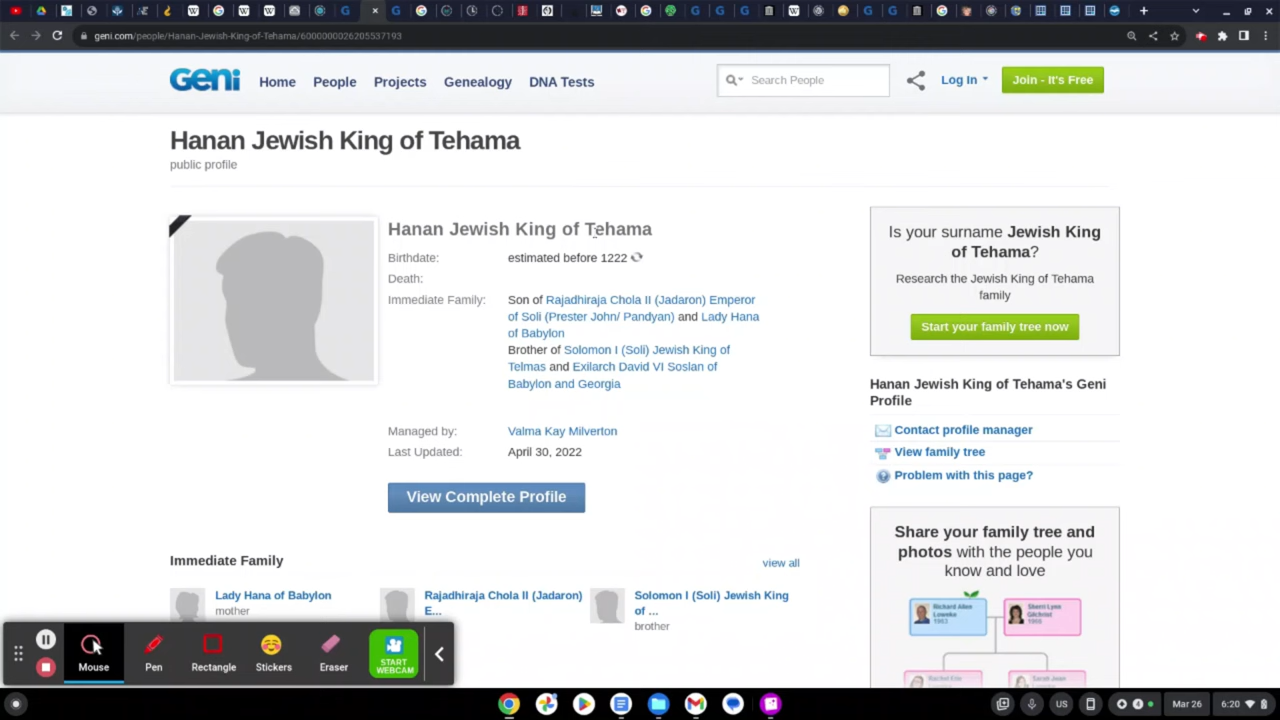 geni.com/people/Hanan-Jewish-King-of-Tehama/6000000026205537193
Geni
Home
People
Projects
Genealogy
DNA Tests
Search People
Log In
Join - It's Free
Hanan Jewish King of Tehama
public profile
Hanan Jewish King of Tehama
Birthdate:
estimated before 1222
Death:
Immediate Family:
Son of Rajadhiraja Chola II (Jadaron) Emperor
of Soli (Prester John/ Pandyan) and Lady Hana
of Babylon
Brother of Solomon I (Soli) Jewish King of
Telmas and Exilarch David VI Soslan of
Babylon and Georgia
Managed by:
Valma Kay Milverton
Last Updated:
April 30, 2022
View Complete Profile
Immediate Family
view all
Lady Hana of Babylon
mother
Rajadhiraja Chola II (Jadaron)
E...
Solomon I (Soli) Jewish King
of ...
brother
Is your surname Jewish King
of Tehama?
Research the Jewish King of Tehama
family
Start your family tree now
Hanan Jewish King of Tehama's Geni
Profile
Contact profile manager
View family tree
Problem with this page?
Share your family tree and
photos with the people you
know and love
Mouse
Pen
Rectangle
Stickers
Eraser
START
WEBCAM
US
Mar 26
6:20